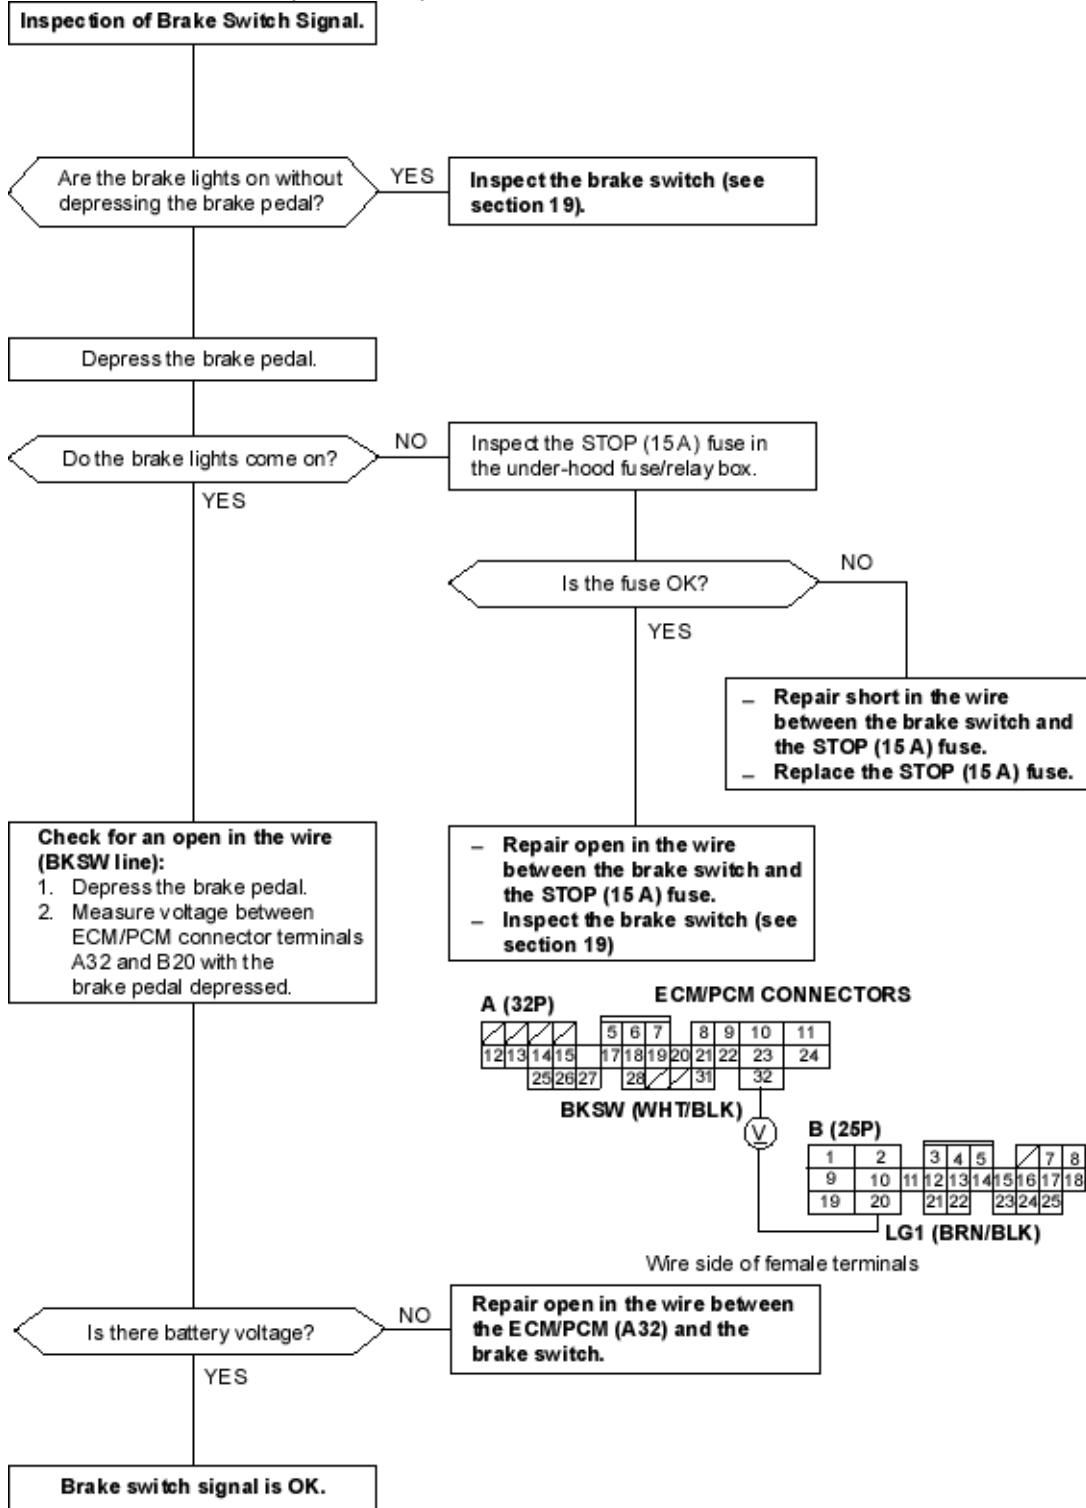 Inspection of Brake Switch Signal.
Are the brake lights on without
depressing the brake pedal?
YES
Inspect the brake switch (see
section 19).
Depress the brake pedal.
Do the brake lights come on?
NO
YES
Inspect the STOP (15 A) fuse in
the under-hood fuse/relay box.
Is the fuse OK?
NO
YES
– Repair short in the wire
between the brake switch and
the STOP (15 A) fuse.
– Replace the STOP (15 A) fuse.
– Repair open in the wire
between the brake switch and
the STOP (15 A) fuse.
– Inspect the brake switch (see
section 19)
Check for an open in the wire
(BKSW line):
1. Depress the brake pedal.
2. Measure voltage between
ECM/PCM connector terminals
A32 and B20 with the
brake pedal depressed.
ECM/PCM CONNECTORS
A (32P)
5 6 7 8 9 10 11
12 13 14 15 17 18 19 20 21 22 23 24
25 26 27 28 31 32
BKSW (WHT/BLK)
V
B (25P)
1 2 3 4 5 7 8
9 10 11 12 13 14 15 16 17 18
19 20 21 22 23 24 25
LG1 (BRN/BLK)
Wire side of female terminals
Is there battery voltage?
NO
YES
Repair open in the wire between
the ECM/PCM (A32) and the
brake switch.
Brake switch signal is OK.